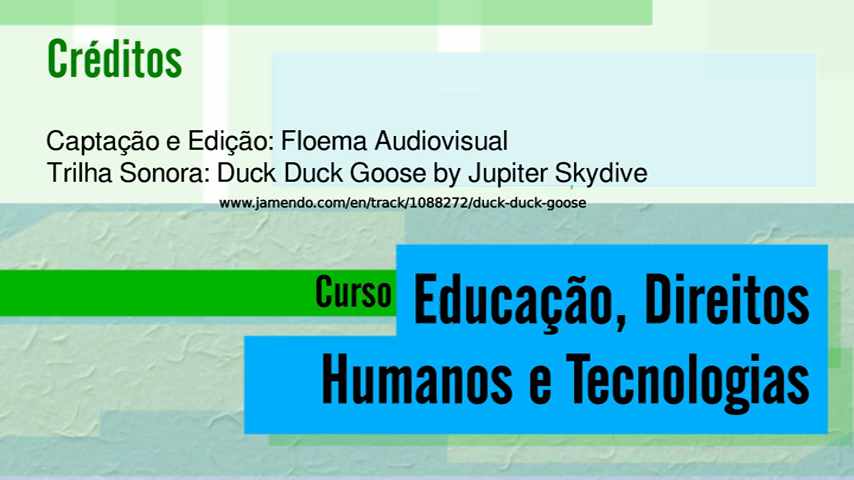 Créditos
Captação e Edição: Floema Audiovisual
Trilha Sonora: Duck Duck Goose by Jupiter Skydive
www.jamendo.com/en/track/1088272/duck-duck-goose
Curso Educação, Direitos
Humanos e Tecnologias